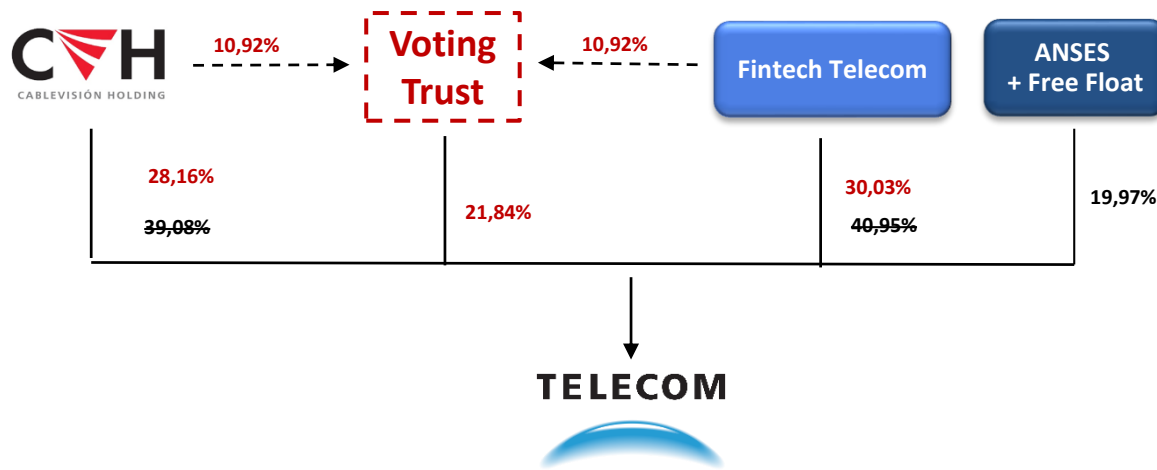 CVH
CABLEVISIÓN HOLDING
10,92%
Voting
Trust
10,92%
Fintech Telecom
ANSES
+ Free Float
28,16%
39,08%
21,84%
30,03%
40,95%
19,97%
TELECOM